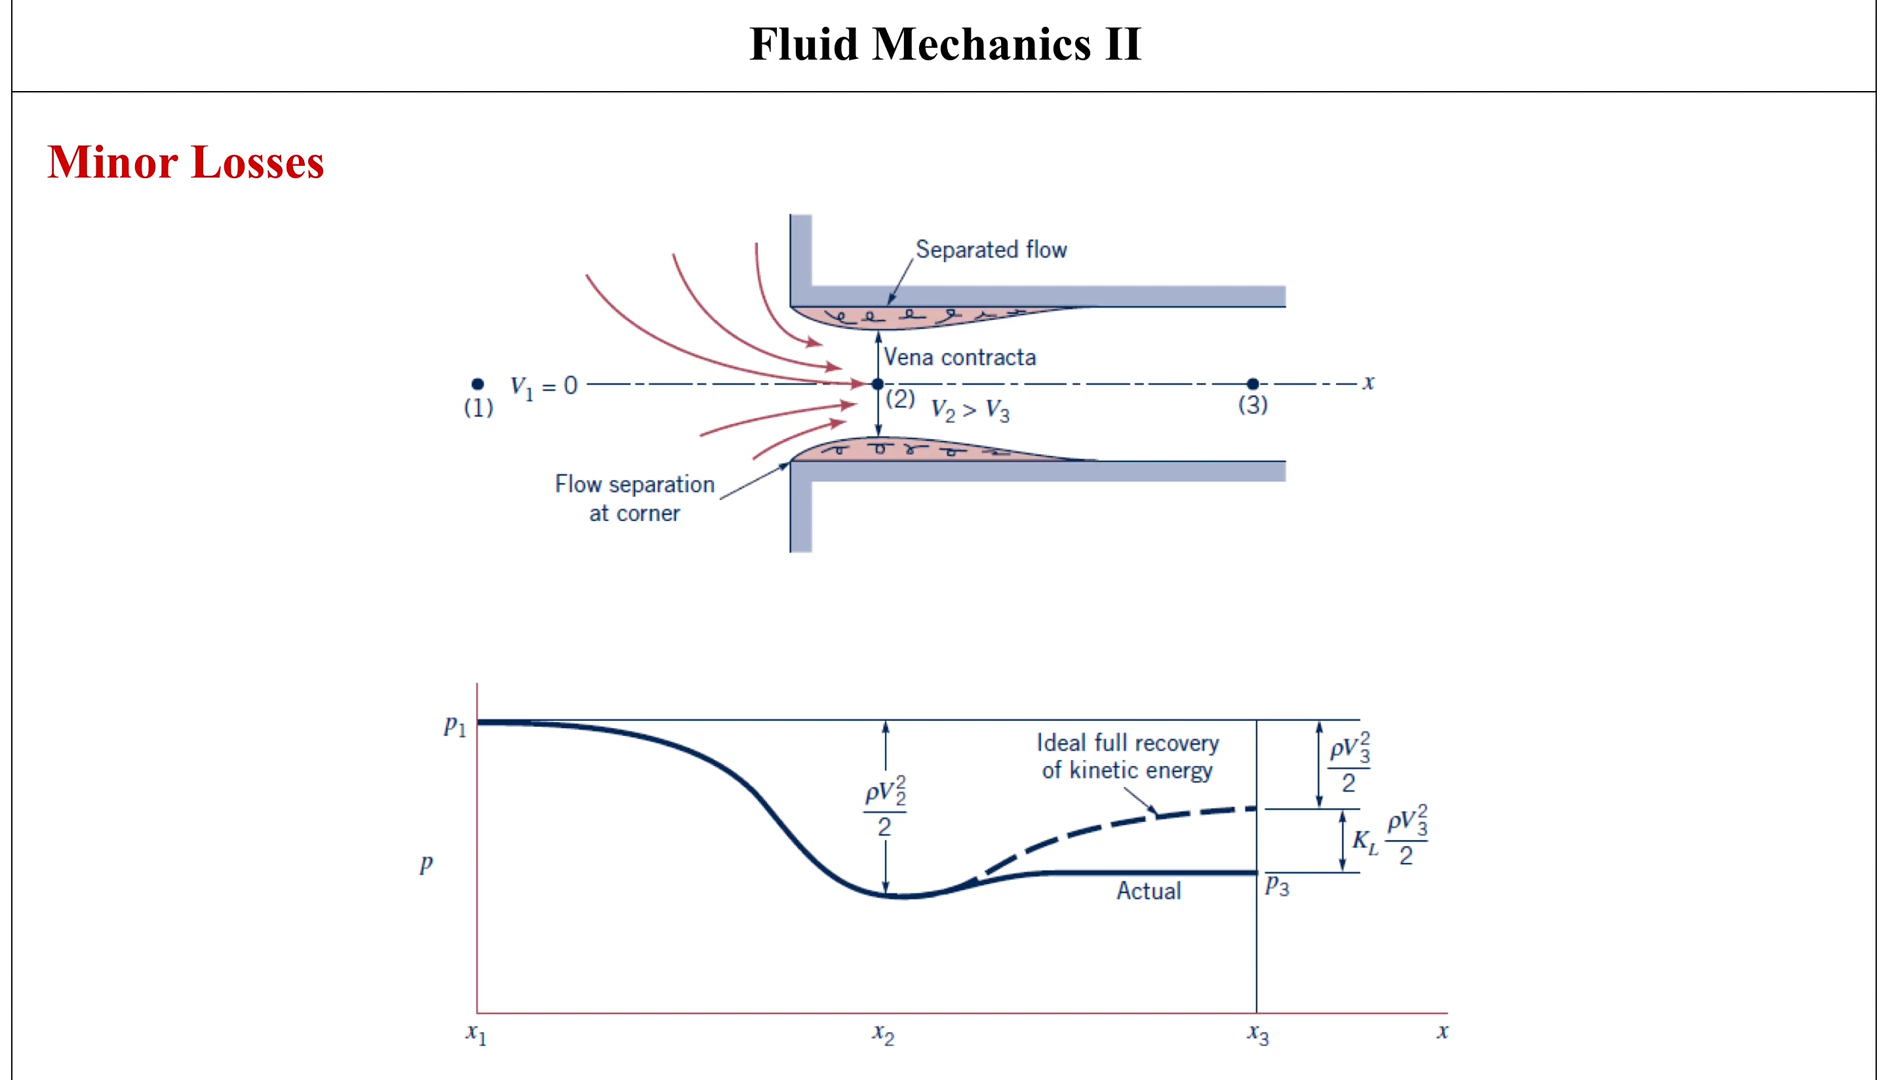 Fluid Mechanics II
Minor Losses
Separated flow
Vena contracta
V₁ = 0
x
(1)
(2)
V₂ > V₃
(3)
Flow separation
at corner
p₁
Ideal full recovery
of kinetic energy
ρV₂²/2
ρV₃²/2
K_L ρV₃²/2
p
Actual
p₃
x₁
x₂
x₃
x